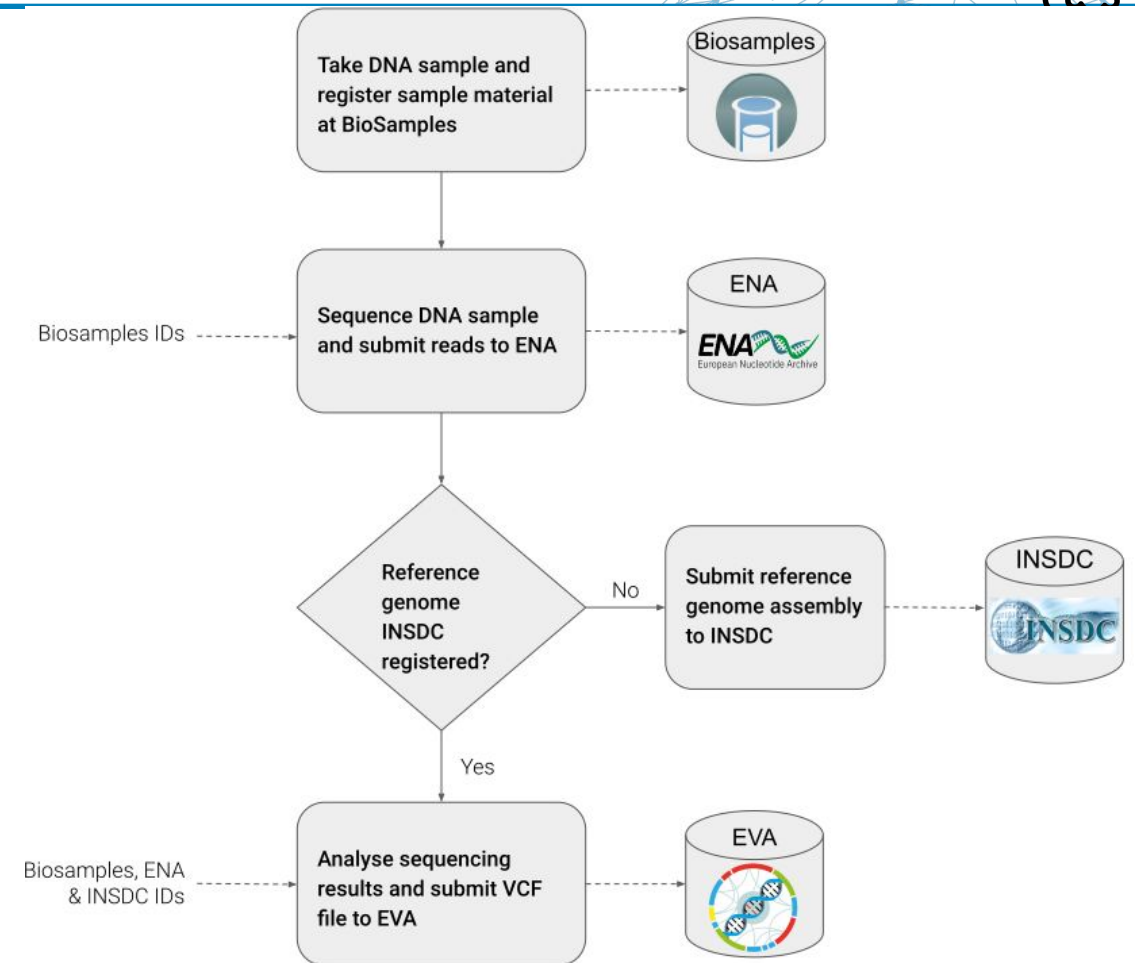 Take DNA sample and
register sample material
at BioSamples
Biosamples
Biosamples IDs
Sequence DNA sample
and submit reads to ENA
ENA
ENA
European Nucleotide Archive
Reference
genome
INSDC
registered?
No
Submit reference
genome assembly
to INSDC
INSDC
INSDC
Yes
Biosamples, ENA
& INSDC IDs
Analyse sequencing
results and submit VCF
file to EVA
EVA